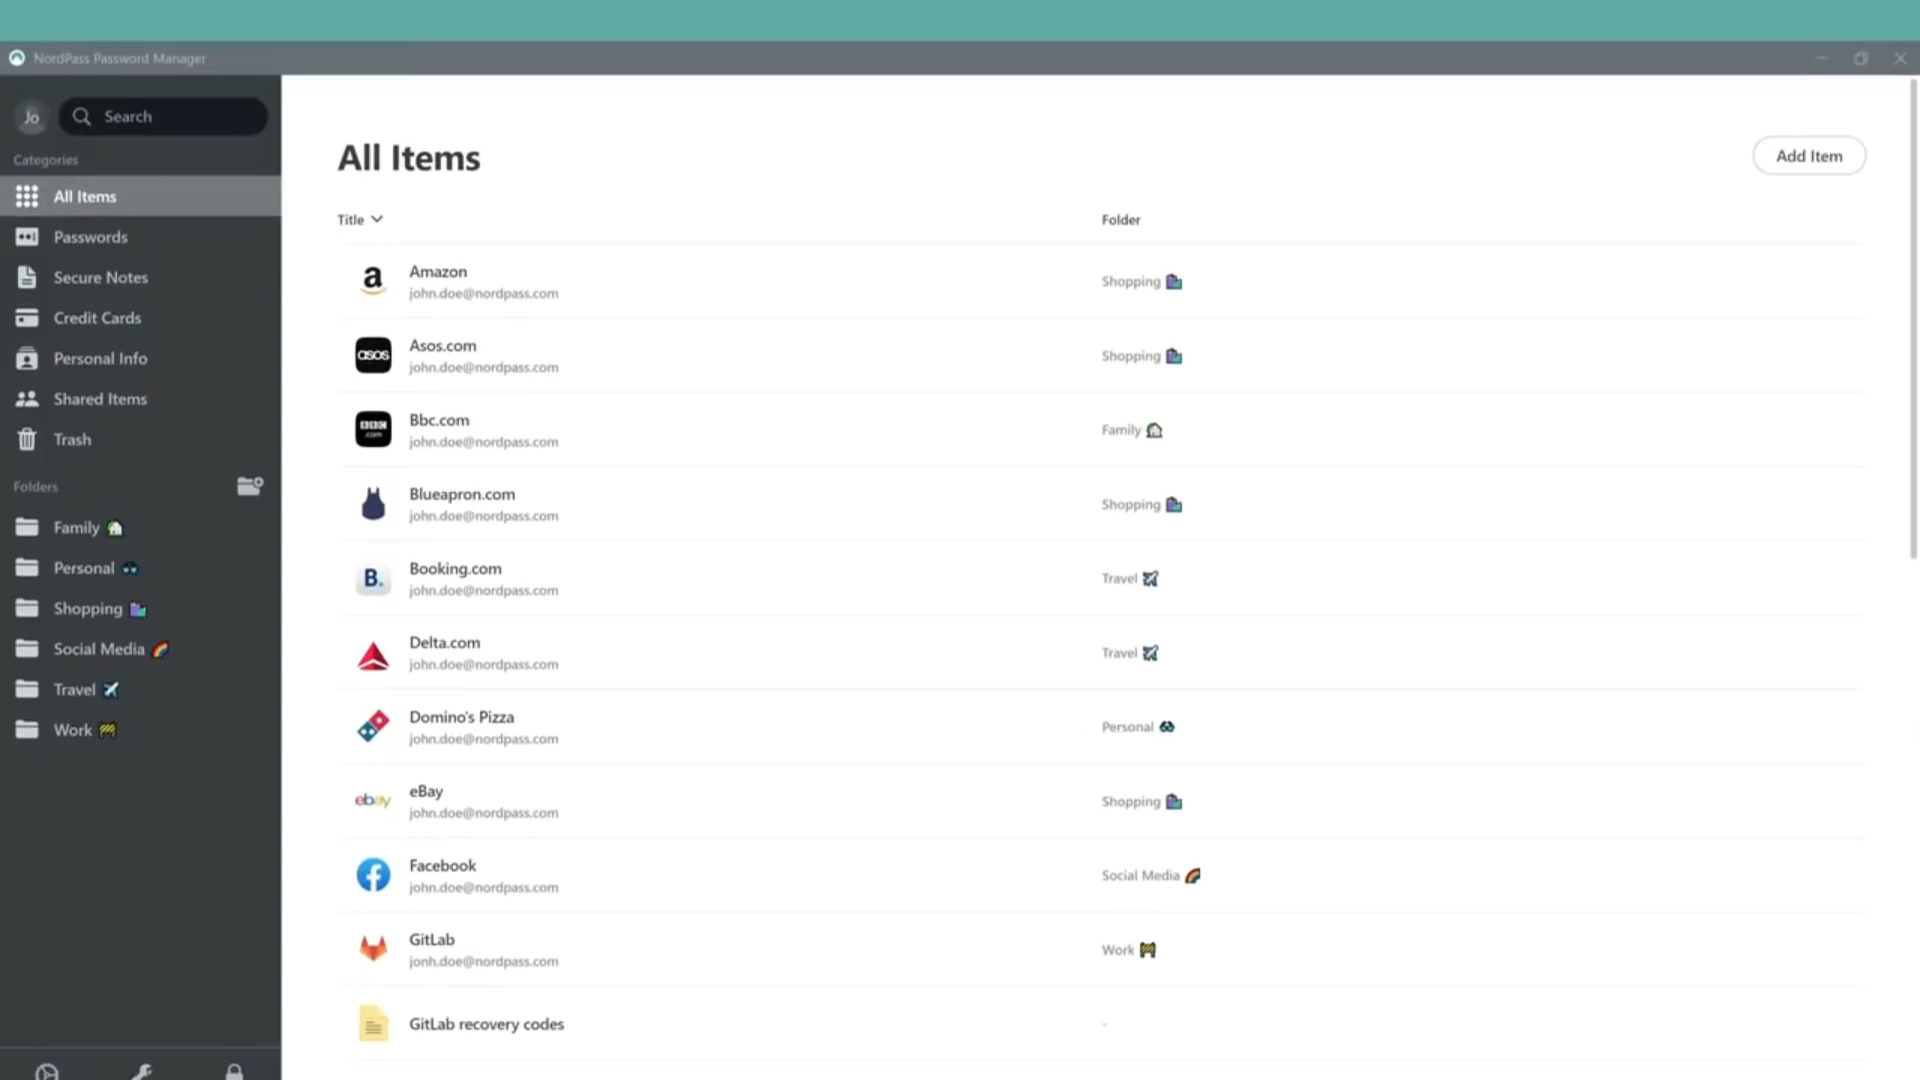 NordPass Password Manager
Jo
Search
Categories
All Items
Passwords
Secure Notes
Credit Cards
Personal Info
Shared Items
Trash
Folders
Family
Personal
Shopping
Social Media
Travel
Work
All Items
Add Item
Title
Folder
a
Amazon
john.doe@nordpass.com
Shopping
asos
Asos.com
john.doe@nordpass.com
Shopping
BBC
.com
Bbc.com
john.doe@nordpass.com
Family
Blueapron.com
john.doe@nordpass.com
Shopping
B.
Booking.com
john.doe@nordpass.com
Travel
Delta.com
john.doe@nordpass.com
Travel
Domino's Pizza
john.doe@nordpass.com
Personal
ebay
eBay
john.doe@nordpass.com
Shopping
Facebook
john.doe@nordpass.com
Social Media
GitLab
jonh.doe@nordpass.com
Work
GitLab recovery codes
-